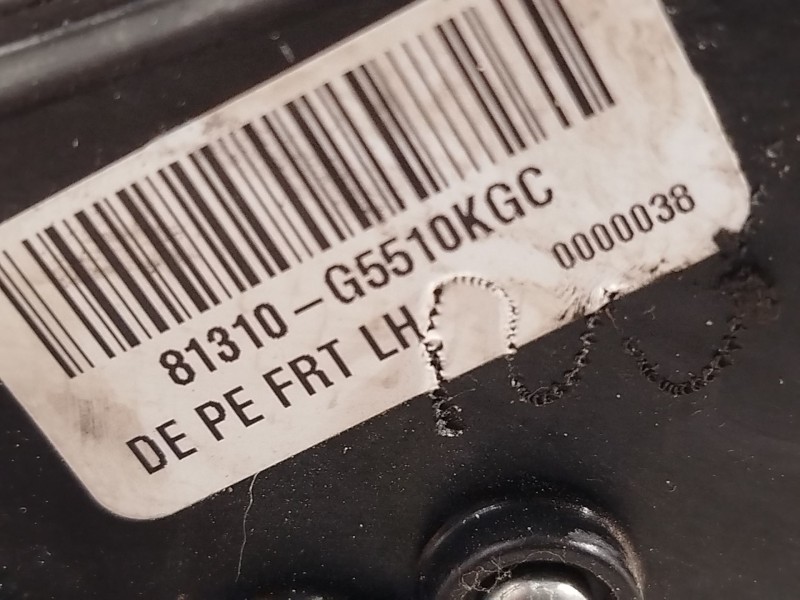 81310-G5510KGC
0000038
DE PE FRT LH